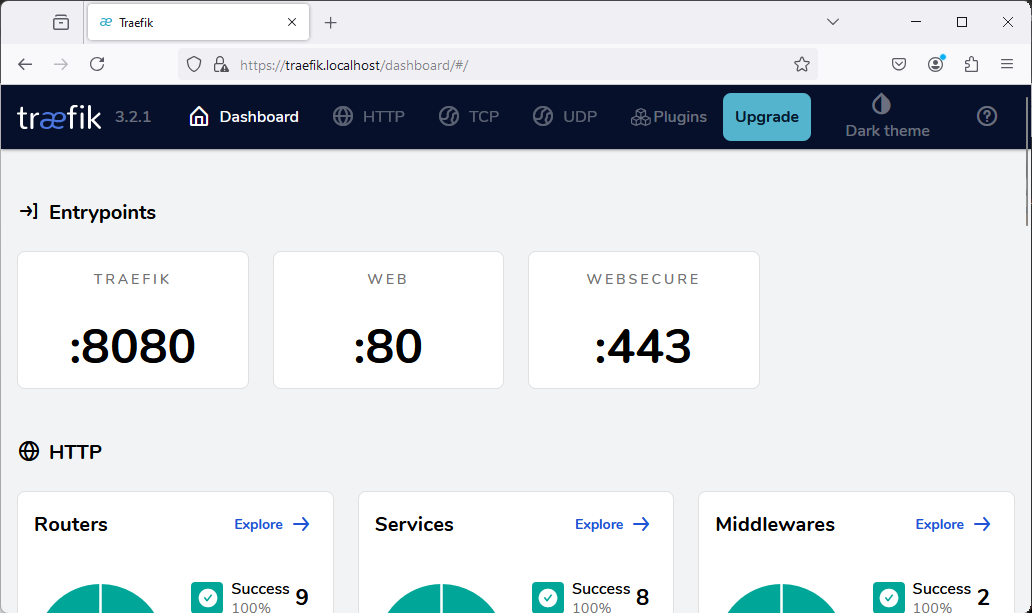 Traefik
https://traefik.localhost/dashboard/#/
træfik 3.2.1 Dashboard HTTP TCP UDP Plugins Upgrade Dark theme
Entrypoints
TRAEFIK WEB WEBSECURE
:8080 :80 :443
HTTP
Routers Explore Services Explore Middlewares Explore
Success 9 Success 8 Success 2
100% 100% 100%